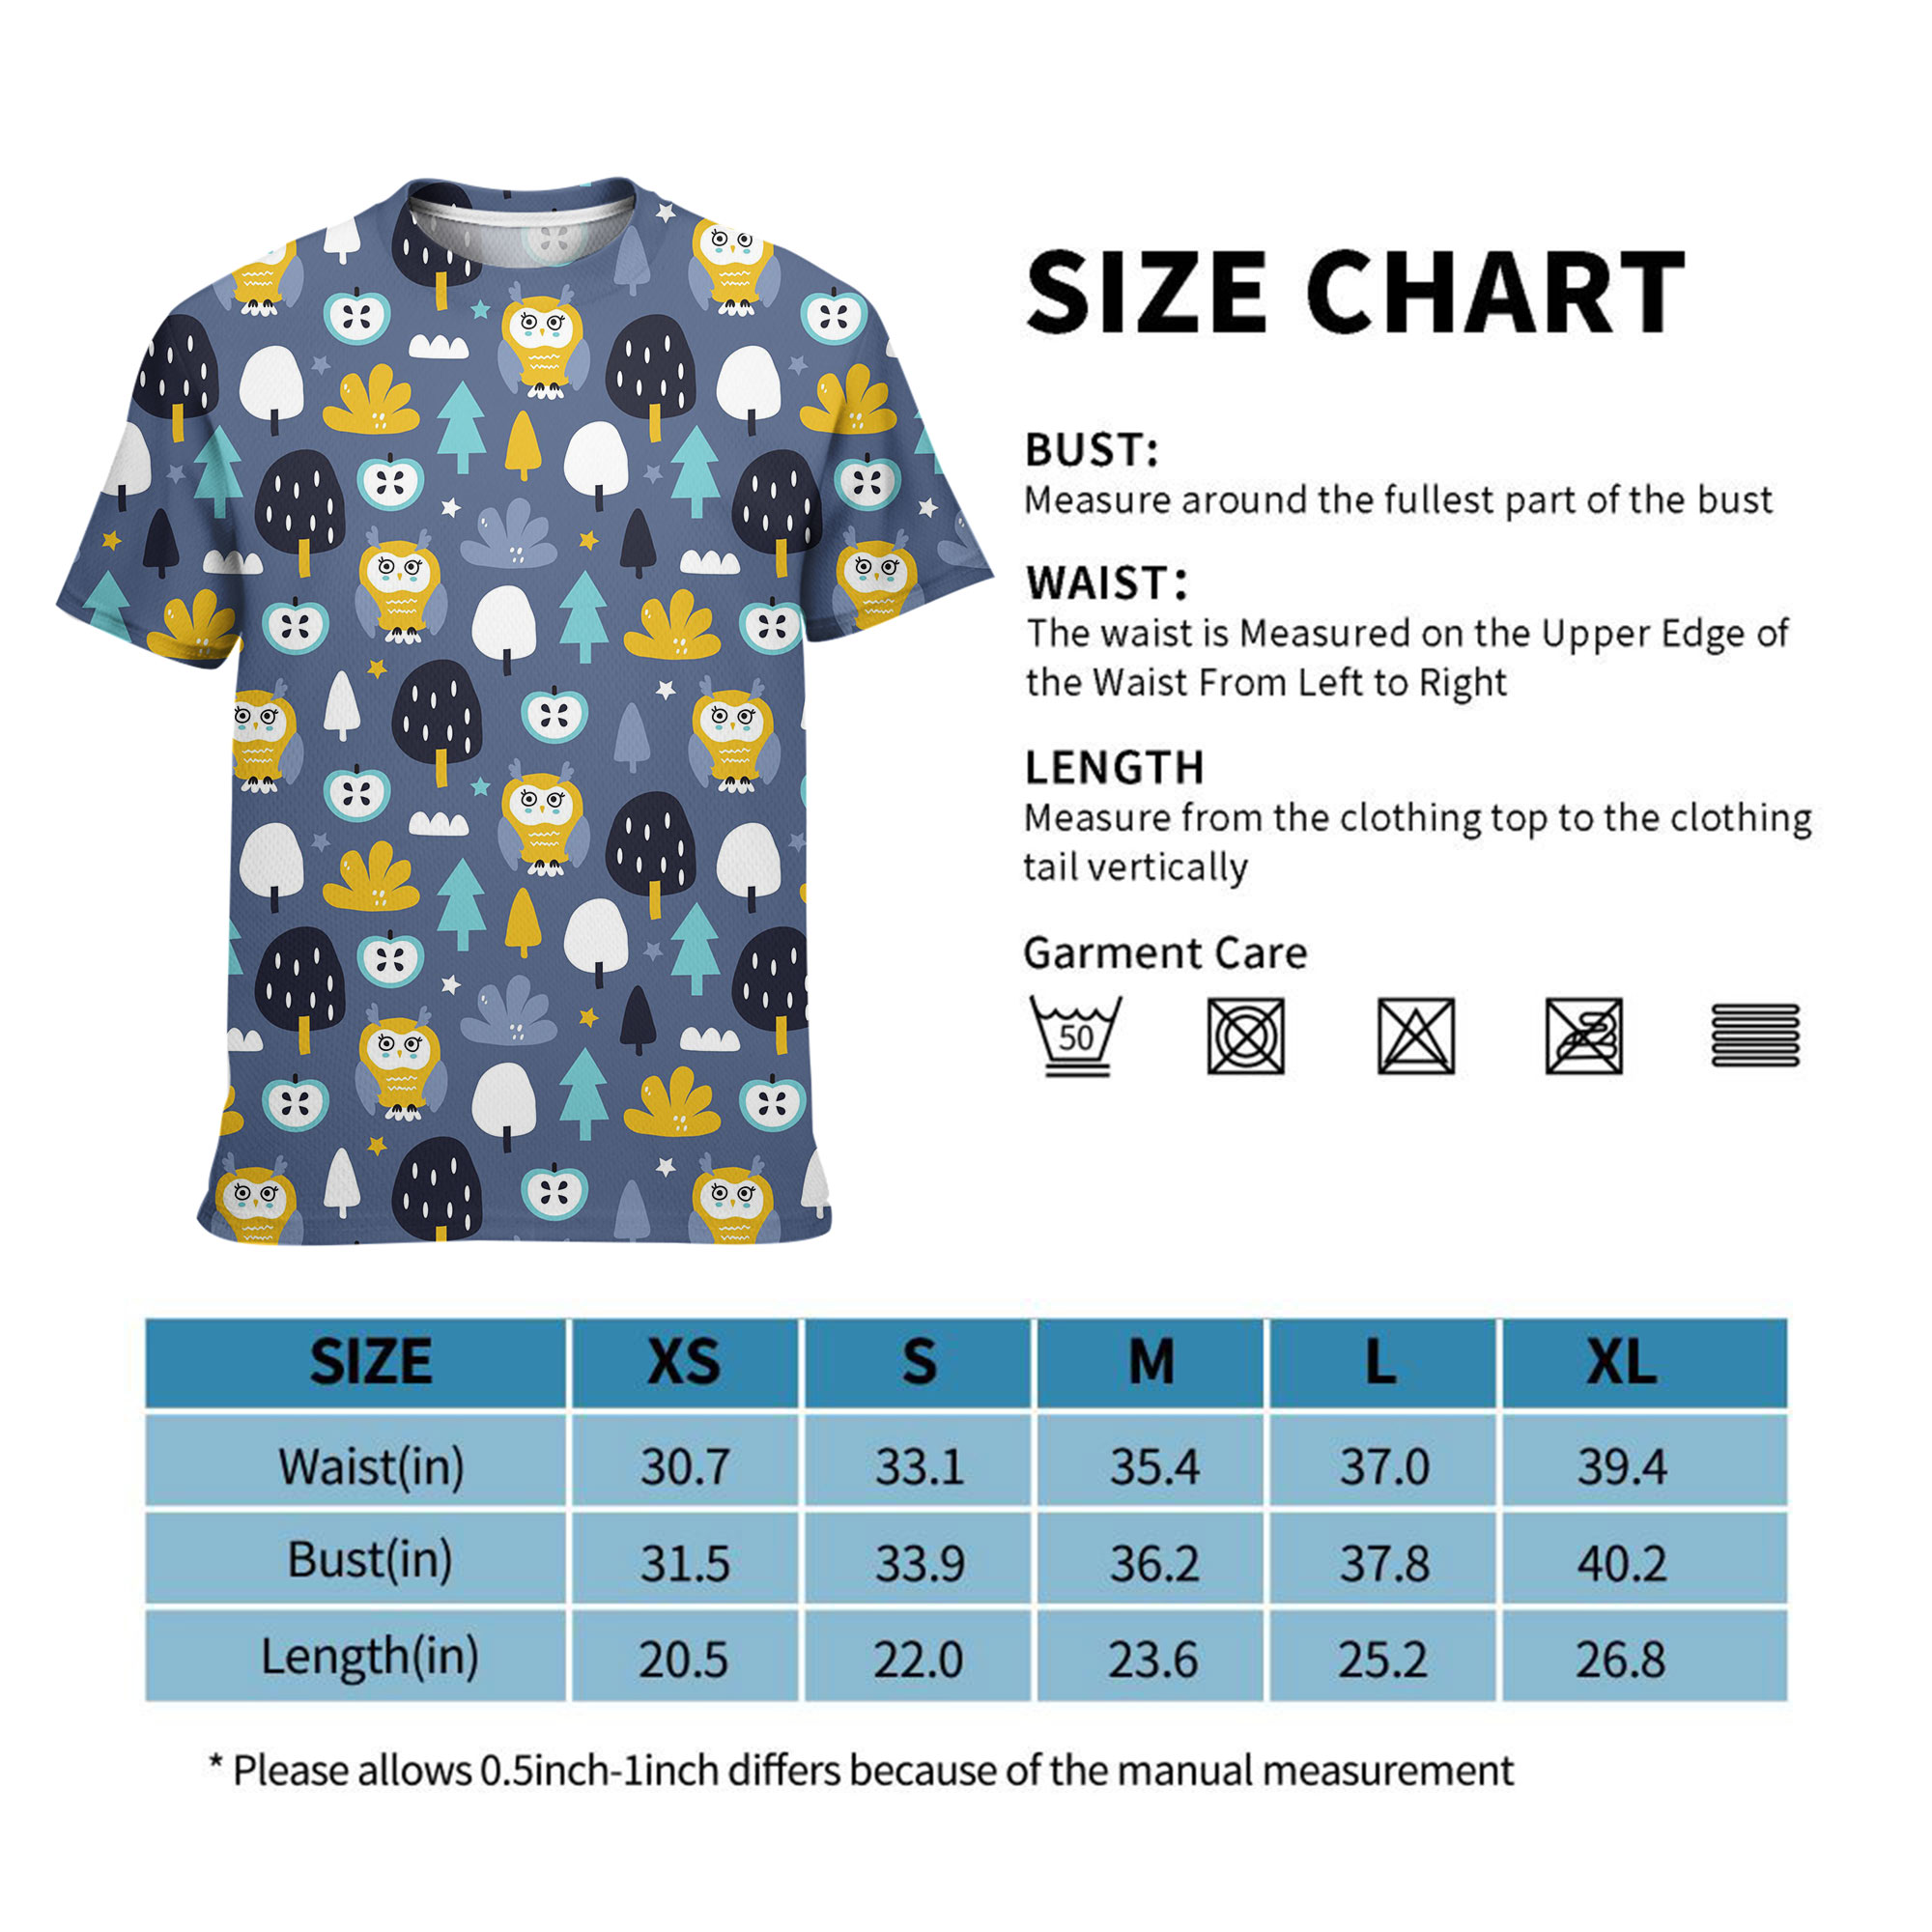 SIZE CHART
BUST:
Measure around the fullest part of the bust
WAIST:
The waist is Measured on the Upper Edge of
the Waist From Left to Right
LENGTH
Measure from the clothing top to the clothing
tail vertically
Garment Care
50
SIZE XS S M L XL
Waist(in) 30.7 33.1 35.4 37.0 39.4
Bust(in) 31.5 33.9 36.2 37.8 40.2
Length(in) 20.5 22.0 23.6 25.2 26.8
* Please allows 0.5inch-1inch differs because of the manual measurement